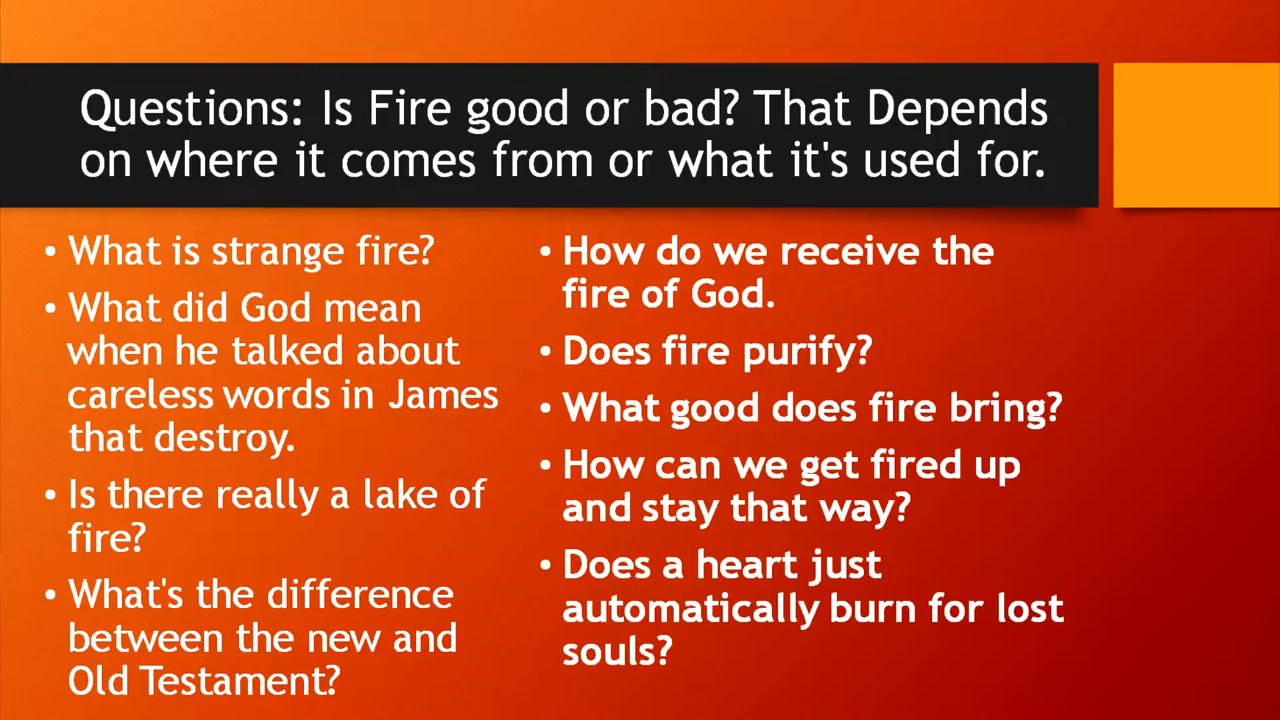 Questions: Is Fire good or bad? That Depends
on where it comes from or what it's used for.
• What is strange fire?
• What did God mean
when he talked about
careless words in James
that destroy.
• Is there really a lake of
fire?
• What's the difference
between the new and
Old Testament?
• How do we receive the
fire of God.
• Does fire purify?
• What good does fire bring?
• How can we get fired up
and stay that way?
• Does a heart just
automatically burn for lost
souls?